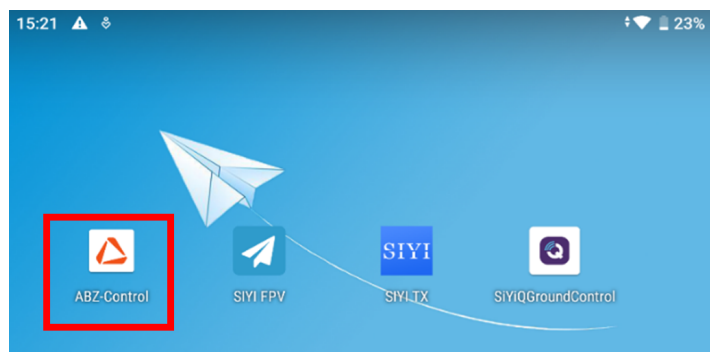 15:21 23%
SIYI
ABZ-Control SIYI FPV SIYI TX SiYiQGroundControl